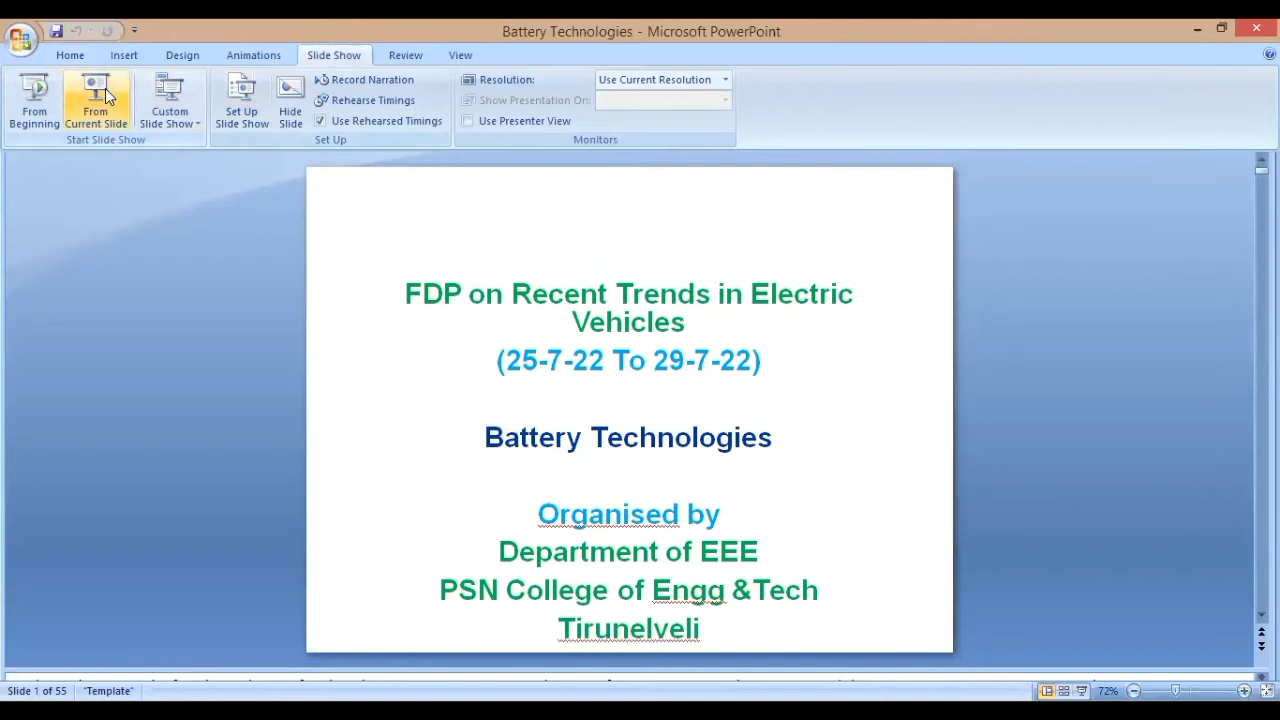 Battery Technologies - Microsoft PowerPoint
Home Insert Design Animations Slide Show Review View
From Beginning
From Current Slide
Custom Slide Show
Start Slide Show
Set Up Slide Show
Hide Slide
Record Narration
Rehearse Timings
Use Rehearsed Timings
Set Up
Resolution: Use Current Resolution
Show Presentation On:
Use Presenter View
Monitors
FDP on Recent Trends in Electric
Vehicles
(25-7-22 To 29-7-22)
Battery Technologies
Organised by
Department of EEE
PSN College of Engg &Tech
Tirunelveli
Slide 1 of 55 "Template" 72%